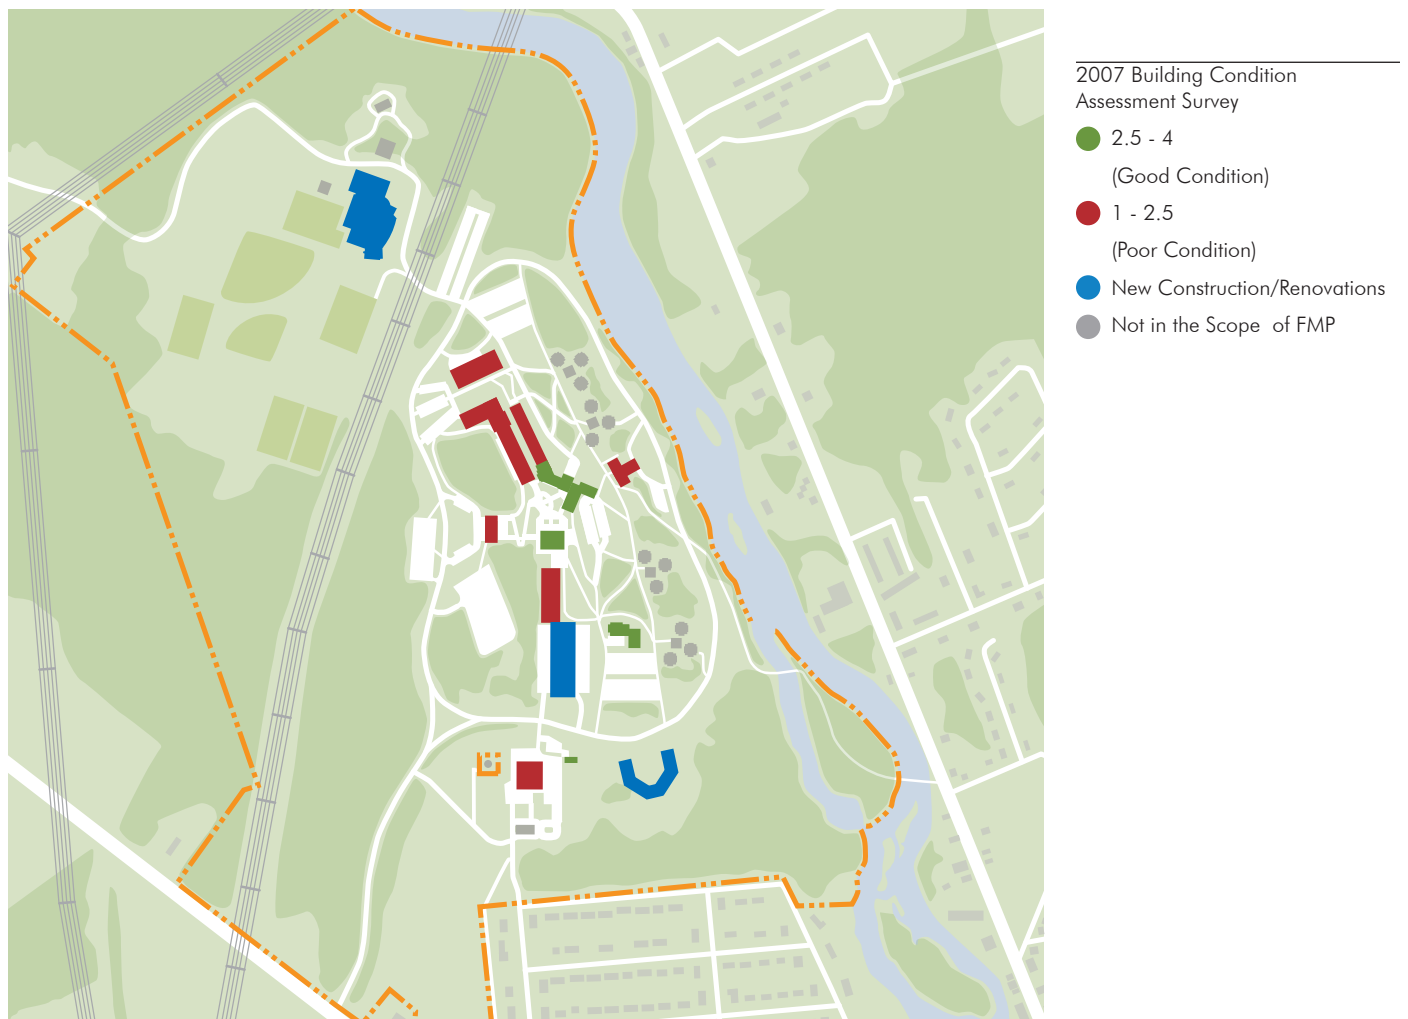 2007 Building Condition
Assessment Survey
2.5 - 4
(Good Condition)
1 - 2.5
(Poor Condition)
New Construction/Renovations
Not in the Scope of FMP